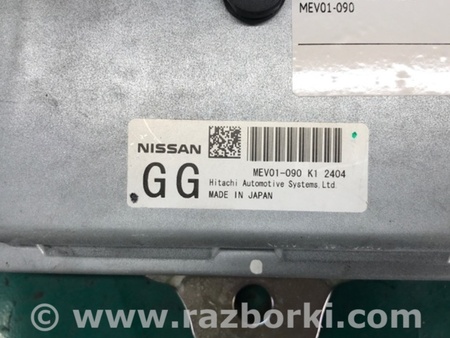 MEV01-090
NISSAN
GG
MEV01-090 K1 2404
Hitachi Automotive Systems, Ltd.
MADE IN JAPAN
© www.razborki.com